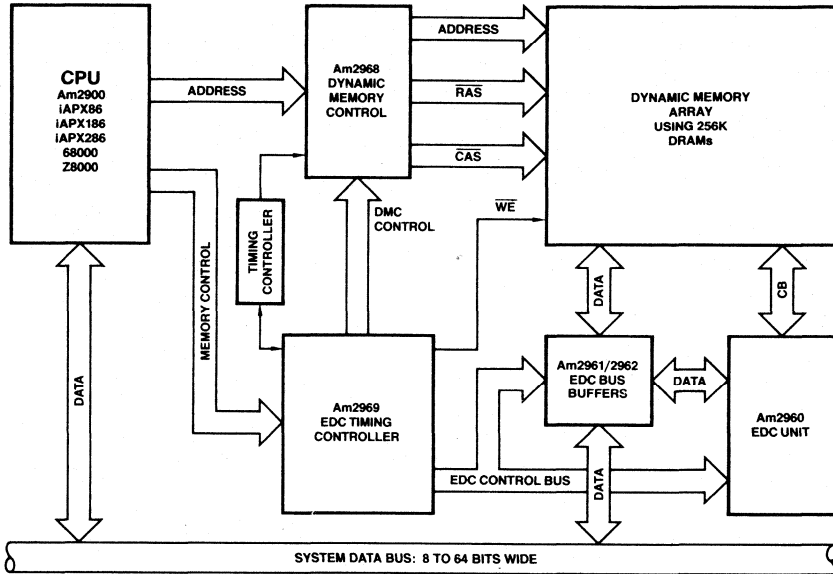 CPU
Am2900
iAPX86
iAPX186
iAPX286
68000
Z8000
ADDRESS
Am2968
DYNAMIC
MEMORY
CONTROL
ADDRESS
RAS
CAS
DYNAMIC MEMORY
ARRAY
USING 256K
DRAMs
TIMING
CONTROLLER
DMC
CONTROL
WE
MEMORY CONTROL
DATA
DATA
CB
Am2969
EDC TIMING
CONTROLLER
Am2961/2962
EDC BUS
BUFFERS
DATA
Am2960
EDC UNIT
EDC CONTROL BUS
DATA
SYSTEM DATA BUS: 8 TO 64 BITS WIDE